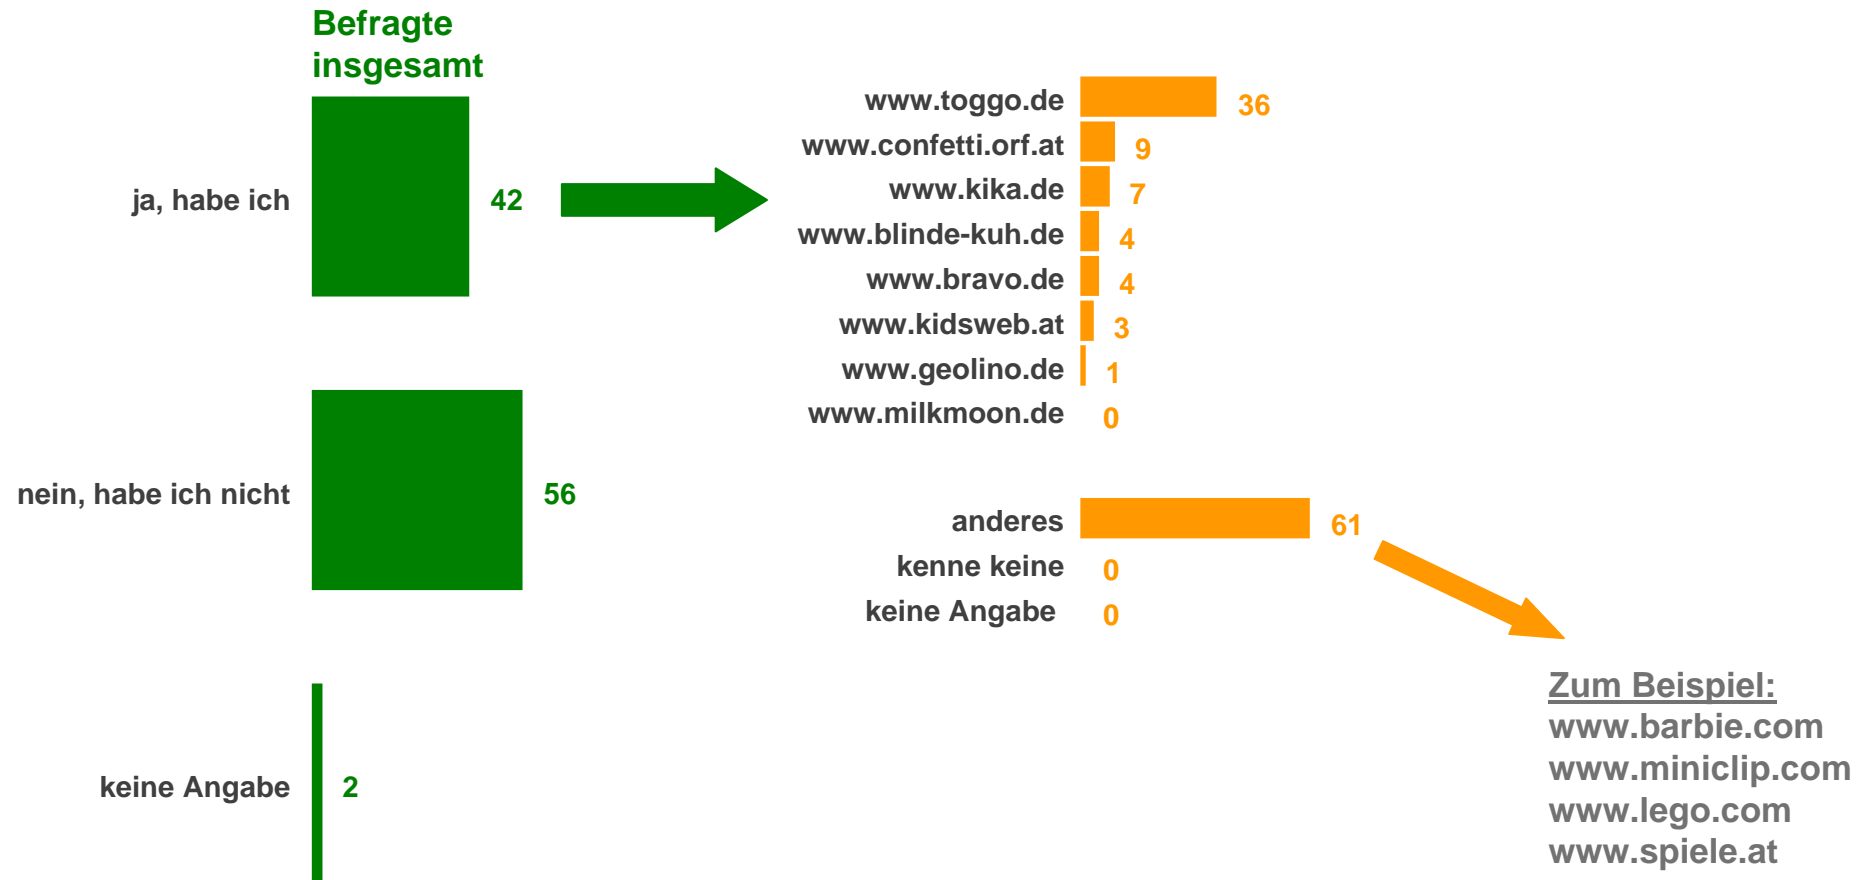 Befragte
insgesamt
ja, habe ich 42
nein, habe ich nicht 56
keine Angabe 2
www.toggo.de 36
www.confetti.orf.at 9
www.kika.de 7
www.blinde-kuh.de 4
www.bravo.de 4
www.kidsweb.at 3
www.geolino.de 1
www.milkmoon.de 0
anderes 61
kenne keine 0
keine Angabe 0
Zum Beispiel:
www.barbie.com
www.miniclip.com
www.lego.com
www.spiele.at